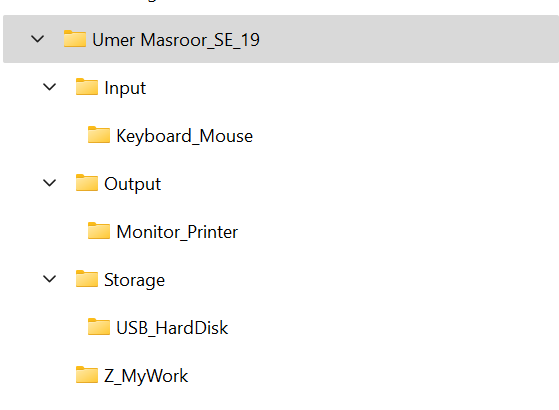 Umer Masroor_SE_19
Input
Keyboard_Mouse
Output
Monitor_Printer
Storage
USB_HardDisk
Z_MyWork